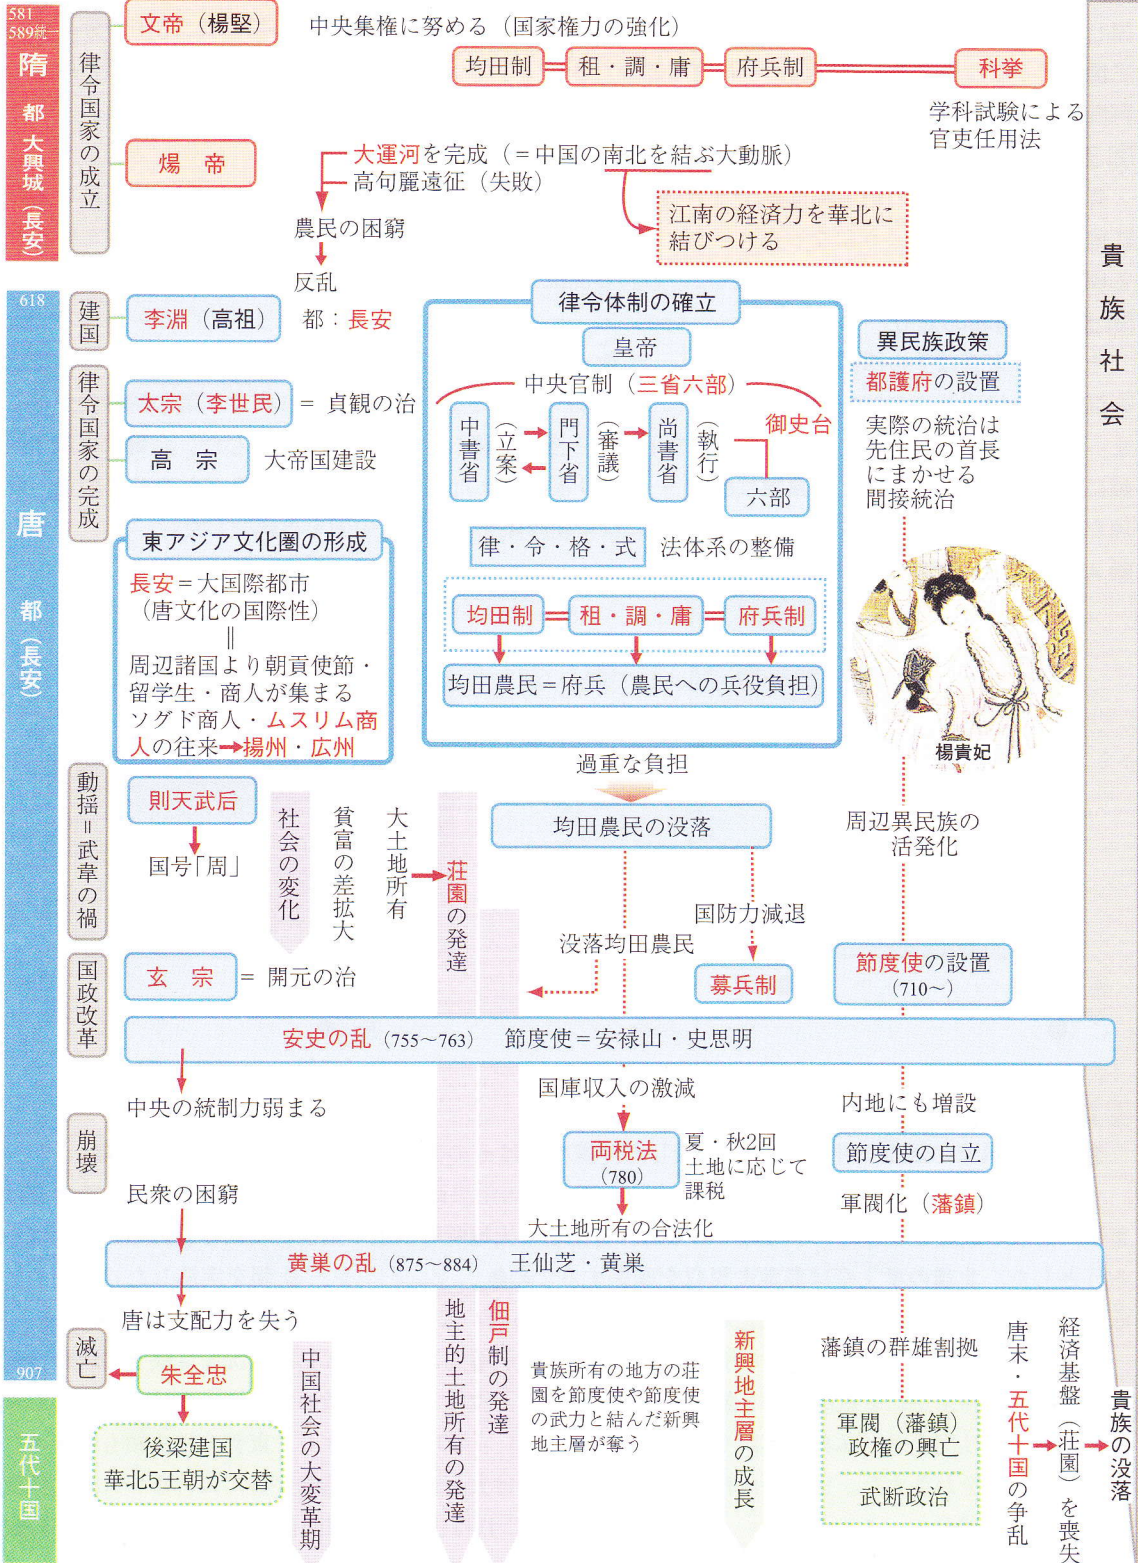 581
589統
隋
都 大興城（長安）
律令国家の成立
文帝（楊堅）
中央集権に努める（国家権力の強化）
均田制
租・調・庸
府兵制
科挙
学科試験による
官吏任用法
煬 帝
大運河を完成（＝中国の南北を結ぶ大動脈）
高句麗遠征（失敗）
江南の経済力を華北に
結びつける
農民の困窮
反乱
貴族社会
618
唐
都（長安）
建国
李淵（高祖）
都：長安
律令国家の完成
太宗（李世民）
＝ 貞観の治
高 宗
大帝国建設
律令体制の確立
皇帝
中央官制（三省六部）
中書省
（立案）
門下省
（審議）
尚書省
（執行）
御史台
六部
律・令・格・式
法体系の整備
均田制
租・調・庸
府兵制
均田農民＝府兵（農民への兵役負担）
異民族政策
都護府の設置
実際の統治は
先住民の首長
にまかせる
間接統治
楊貴妃
東アジア文化圏の形成
長安＝大国際都市
（唐文化の国際性）
||
周辺諸国より朝貢使節・
留学生・商人が集まる
ソグド商人・ムスリム商
人の往来→揚州・広州
過重な負担
均田農民の没落
周辺異民族の
活発化
動揺＝武韋の禍
則天武后
国号「周」
社会の変化
貧富の差拡大
大土地所有
荘園の発達
没落均田農民
国防力減退
募兵制
節度使の設置
（710〜）
国政改革
玄 宗
＝ 開元の治
安史の乱（755〜763） 節度使＝安禄山・史思明
中央の統制力弱まる
国庫収入の激減
内地にも増設
崩壊
両税法
（780）
夏・秋2回
土地に応じて
課税
節度使の自立
民衆の困窮
大土地所有の合法化
軍閥化（藩鎮）
黄巣の乱（875〜884） 王仙芝・黄巣
唐は支配力を失う
滅亡
907
朱全忠
五代十国
後梁建国
華北5王朝が交替
中国社会の大変革期
地主的土地所有の発達
佃戸制の発達
貴族所有の地方の荘
園を節度使や節度使
の武力と結んだ新興
地主層が奪う
新興地主層の成長
藩鎮の群雄割拠
軍閥（藩鎮）
政権の興亡
武断政治
唐末・五代十国の争乱
経済基盤（荘園）を喪失
貴族の没落